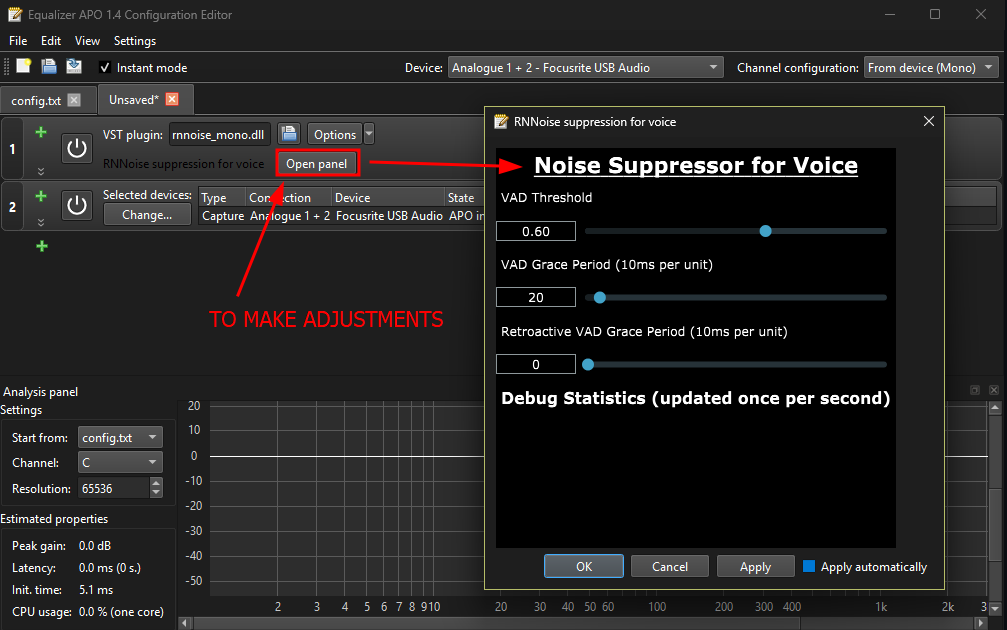 Equalizer APO 1.4 Configuration Editor
File Edit View Settings
Instant mode Device: Analogue 1 + 2 - Focusrite USB Audio Channel configuration: From device (Mono)
config.txt Unsaved*
1 VST plugin: rnnoise_mono.dll Options
RNNoise suppression for voice Open panel
2 Selected devices: Type Connection Device State
Change... Capture Analogue 1 + 2 Focusrite USB Audio APO in
TO MAKE ADJUSTMENTS
RNNoise suppression for voice
Noise Suppressor for Voice
VAD Threshold
0.60
VAD Grace Period (10ms per unit)
20
Retroactive VAD Grace Period (10ms per unit)
0
Debug Statistics (updated once per second)
OK Cancel Apply Apply automatically
Analysis panel
Settings
Start from: config.txt
Channel: C
Resolution: 65536
Estimated properties
Peak gain: 0.0 dB
Latency: 0.0 ms (0 s.)
Init. time: 5.1 ms
CPU usage: 0.0 % (one core)
20
10
0
-10
-20
-30
-40
-50
2 3 4 5 6 7 8 910 20 30 40 50 60 100 200 300 400 1k 2k 3